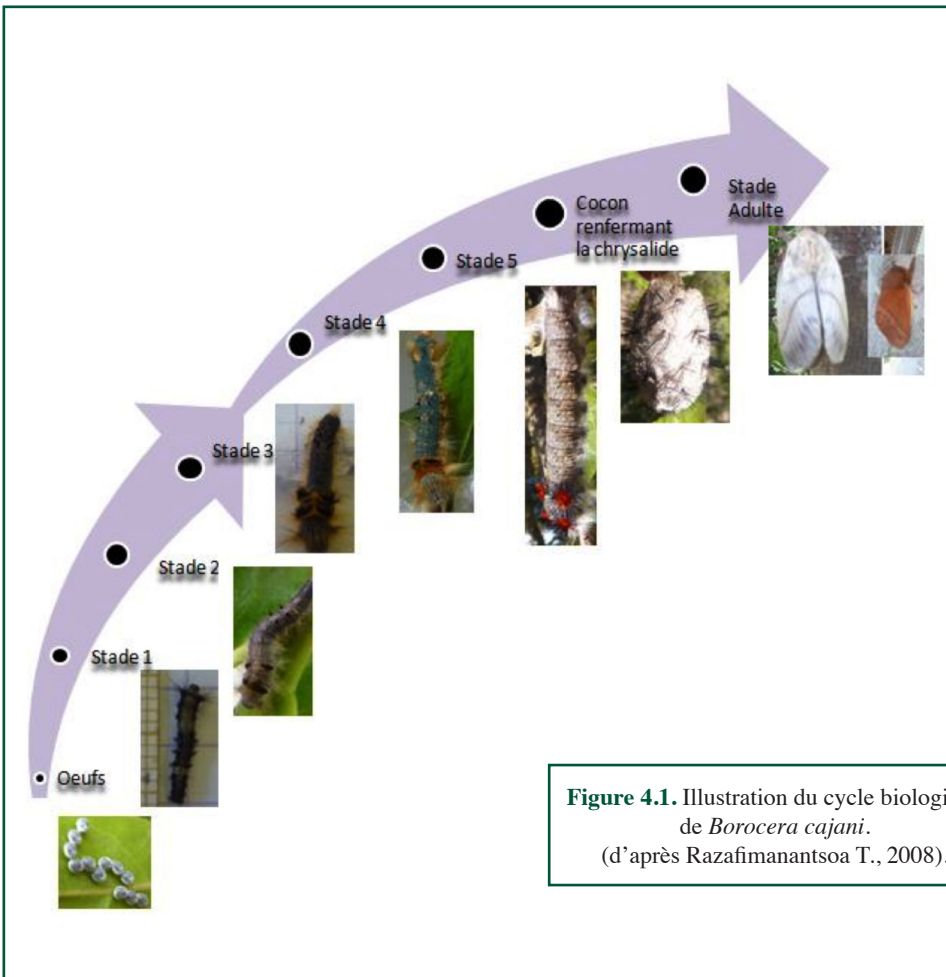 Stade
Adulte
Cocon
renfermant
la chrysalide
Stade 5
Stade 4
Stade 3
Stade 2
Stade 1
Oeufs
Figure 4.1. Illustration du cycle biologi
de Borocera cajani.
(d'après Razafimanantsoa T., 2008).